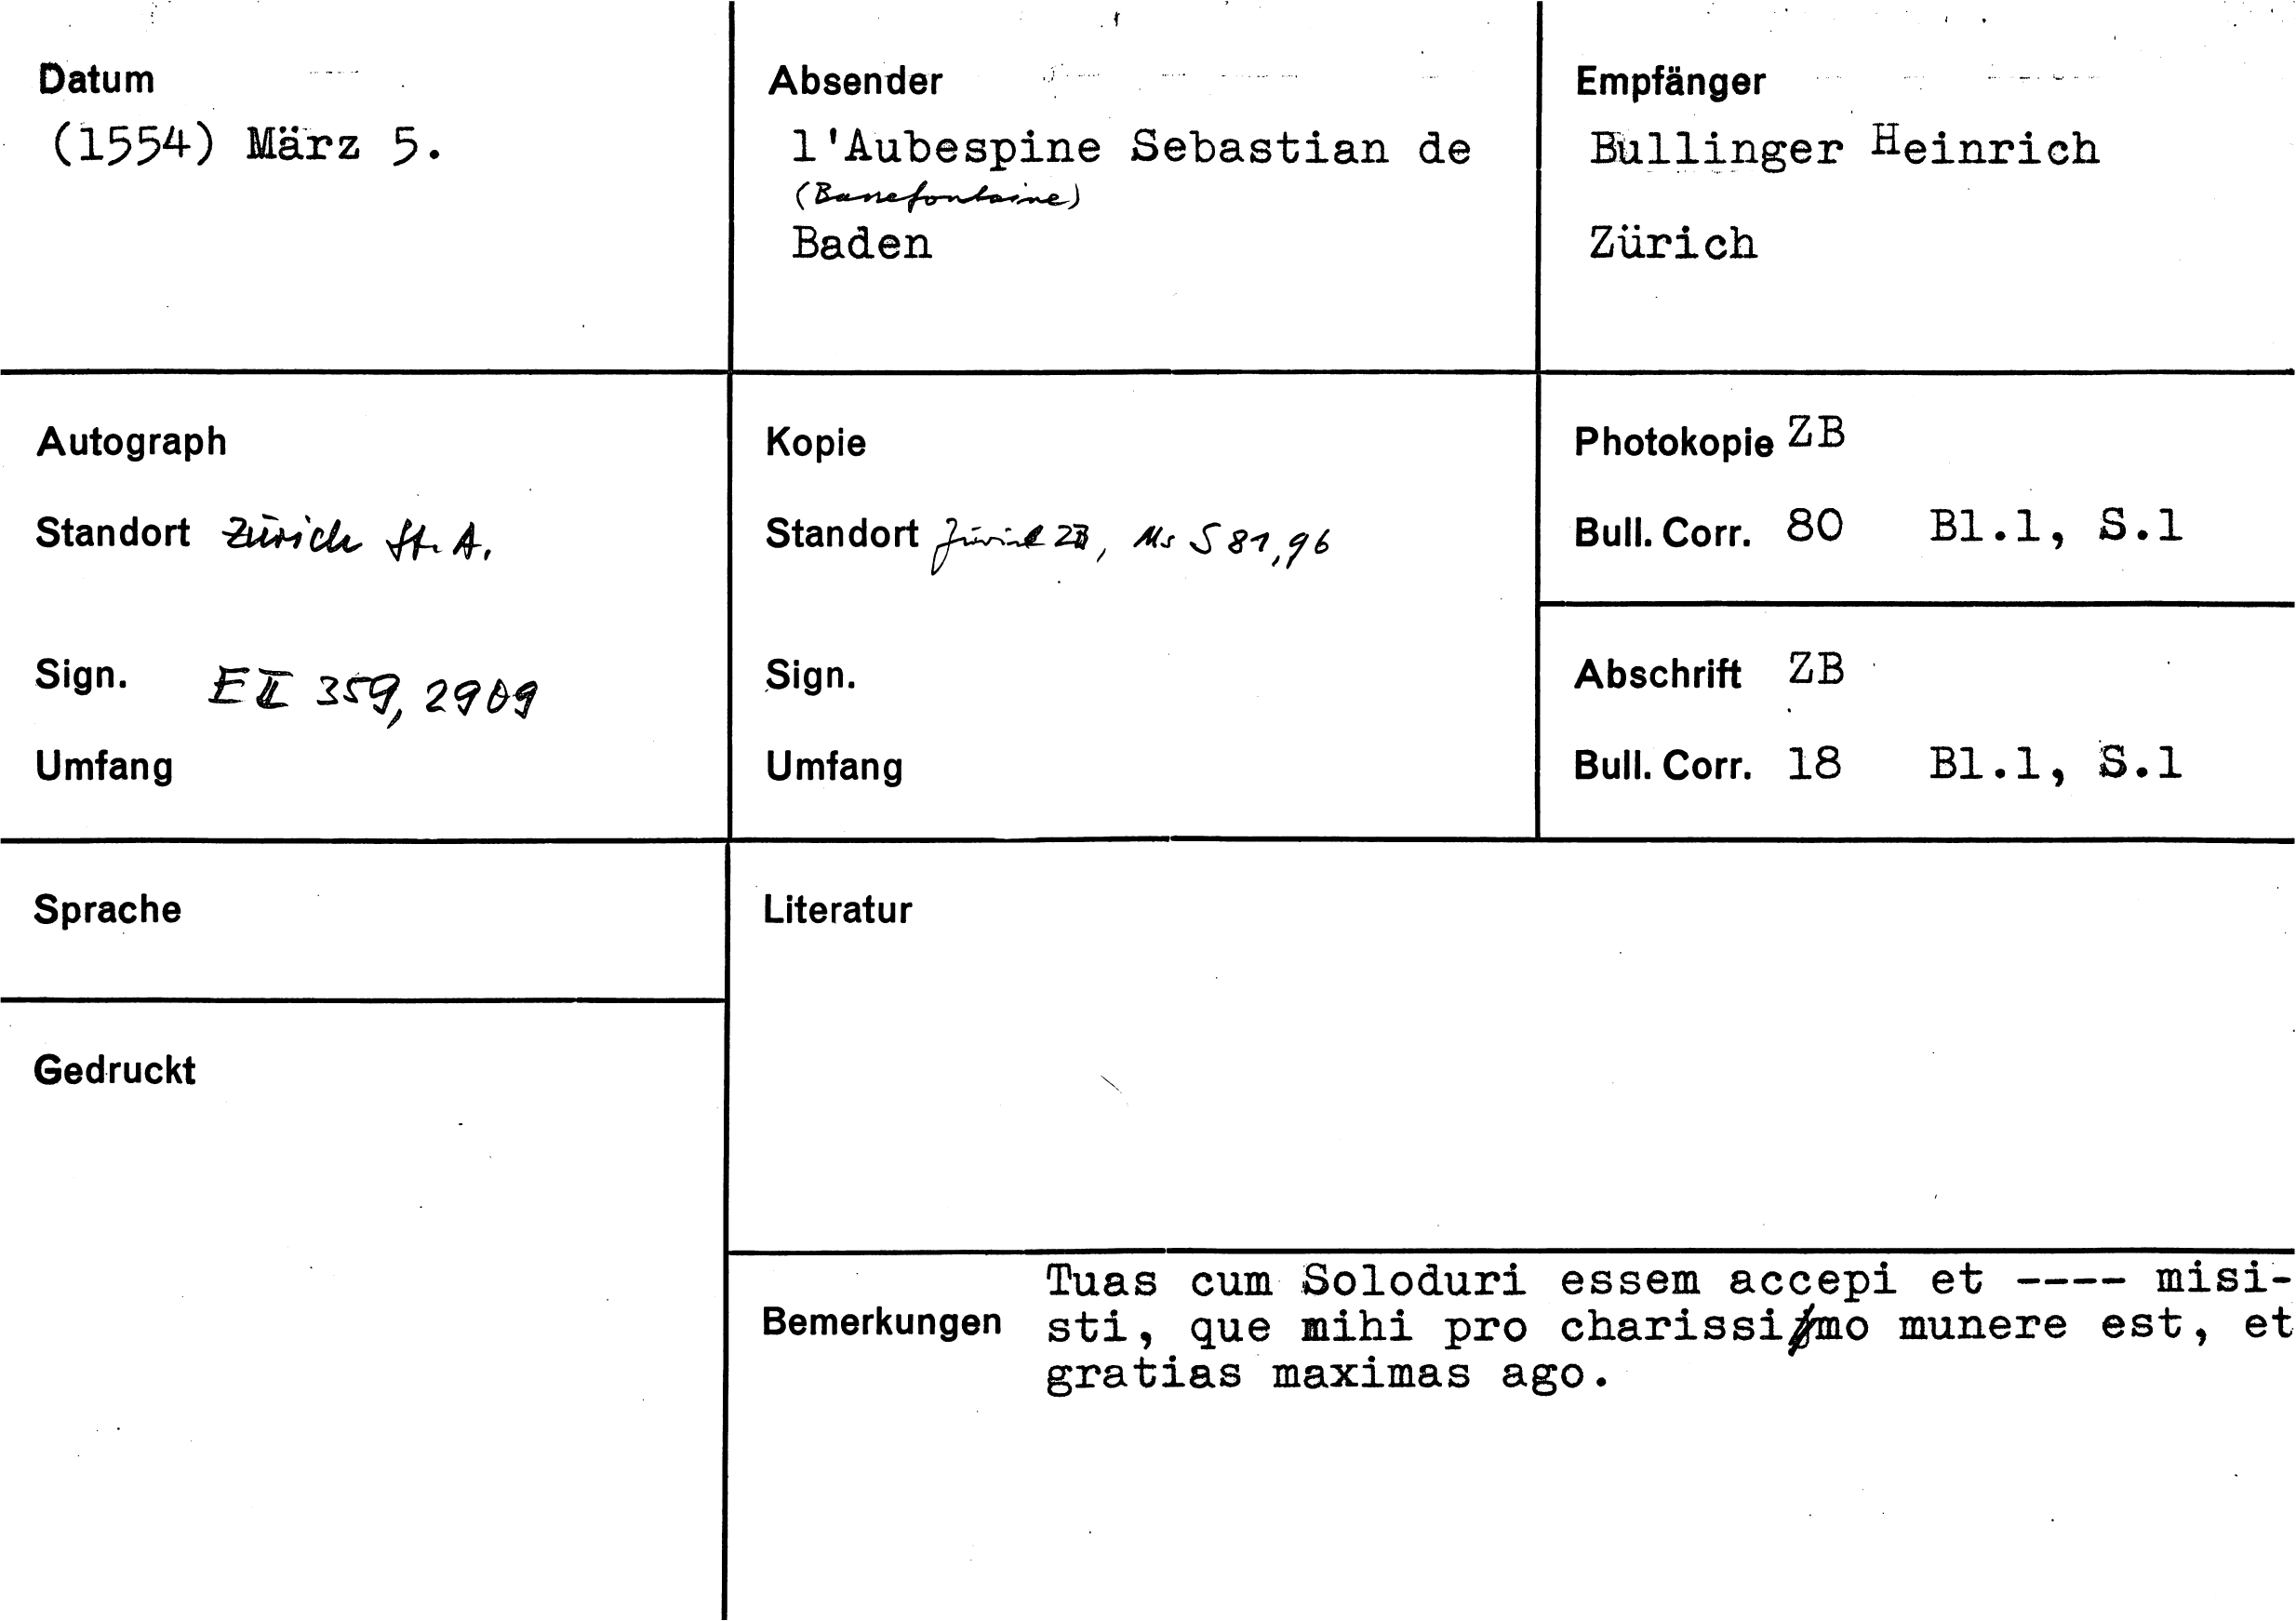 Datum
(1554) März 5.
Absender
l'Aubespine Sebastian de
(Bassefontaine)
Baden
Empfänger
Bullinger Heinrich
Zürich
Autograph
Standort Zürich St. A.
Sign. E II 359, 2909
Umfang
Kopie
Standort Zürich ZB, Ms S 81, 96
Sign.
Umfang
Photokopie ZB
Bull. Corr. 80 Bl.1, S.1
Abschrift ZB
Bull. Corr. 18 Bl.1, S.1
Sprache
Literatur
Gedruckt
Bemerkungen
Tuas cum Soloduri essem accepi et ---- misi-
sti, que mihi pro charissimo munere est, et
gratias maximas ago.